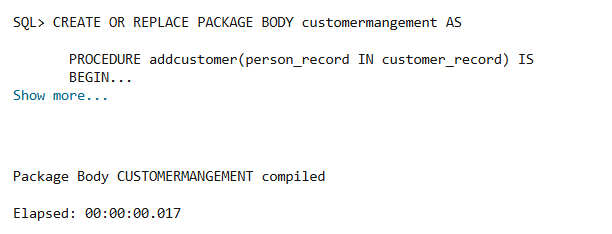 SQL> CREATE OR REPLACE PACKAGE BODY customermangement AS
PROCEDURE addcustomer(person_record IN customer_record) IS
BEGIN...
Show more...
Package Body CUSTOMERMANGEMENT compiled
Elapsed: 00:00:00.017